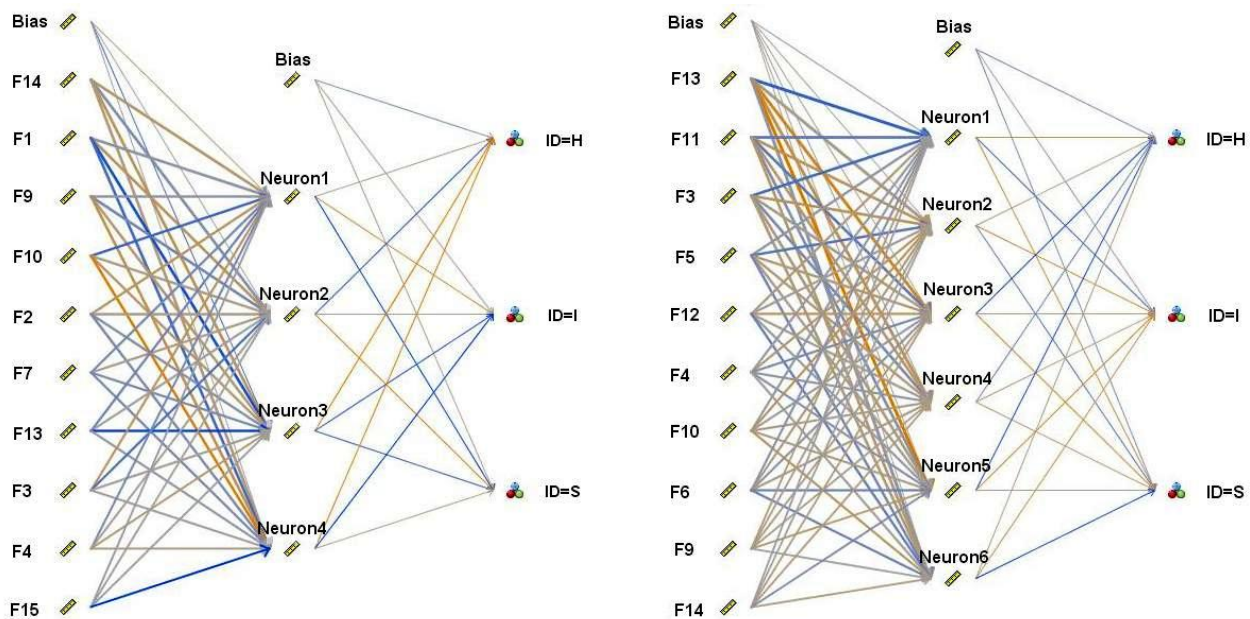 Bias
F14
F1
F9
F10
F2
F7
F13
F3
F4
F15
Bias
Neuron1
Neuron2
Neuron3
Neuron4
ID=H
ID=I
ID=S
Bias
F13
F11
F3
F5
F12
F4
F10
F6
F9
F14
Bias
Neuron1
Neuron2
Neuron3
Neuron4
Neuron5
Neuron6
ID=H
ID=I
ID=S